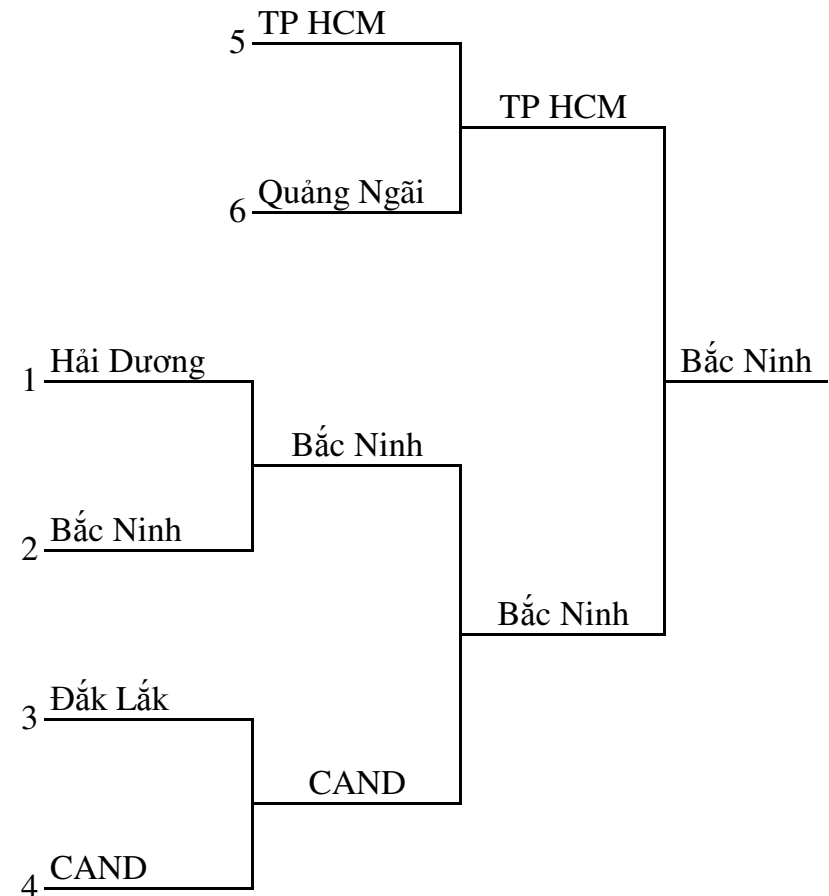 5 TP HCM
TP HCM
6 Quảng Ngãi
1 Hải Dương
Bắc Ninh
Bắc Ninh
2 Bắc Ninh
Bắc Ninh
3 Đắk Lắk
CAND
4 CAND